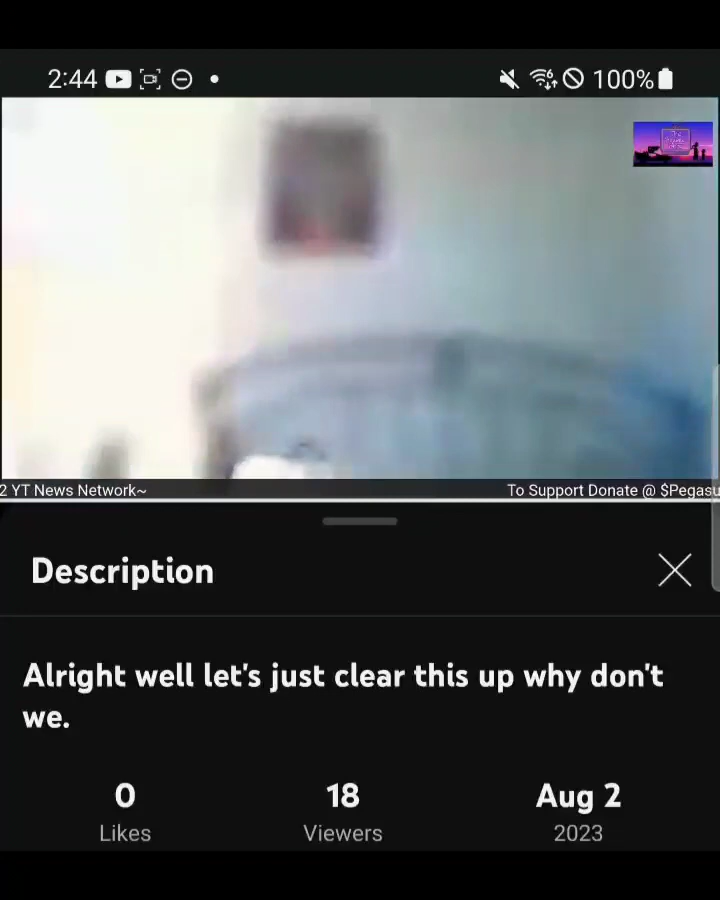 2:44 100%
2 YT News Network~ To Support Donate @ $Pegasu
Description
Alright well let's just clear this up why don't
we.
0 18 Aug 2
Likes Viewers 2023